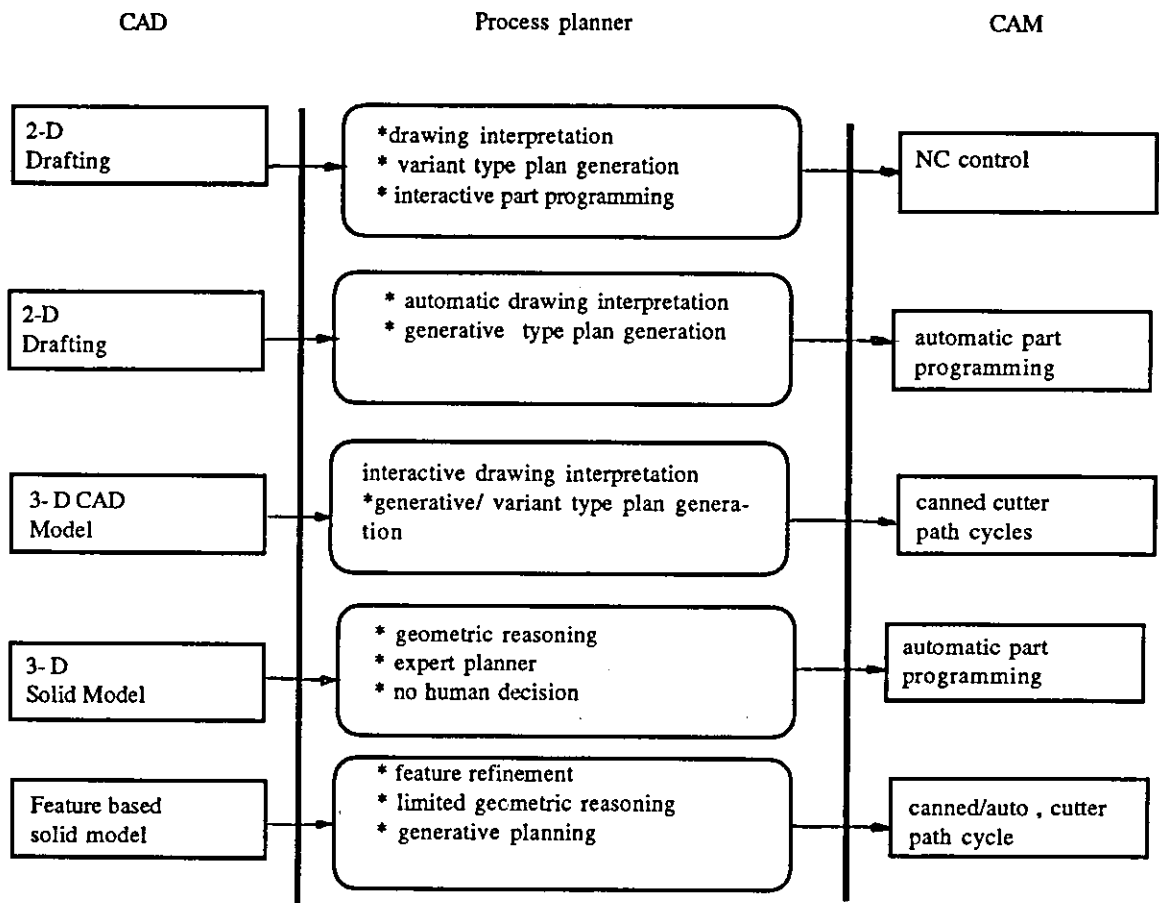 CAD
Process planner
CAM
2-D
Drafting
*drawing interpretation
* variant type plan generation
* interactive part programming
NC control
2-D
Drafting
* automatic drawing interpretation
* generative type plan generation
automatic part
programming
3- D CAD
Model
interactive drawing interpretation
*generative/ variant type plan genera-
tion
canned cutter
path cycles
3- D
Solid Model
* geometric reasoning
* expert planner
* no human decision
automatic part
programming
Feature based
solid model
* feature refinement
* limited geometric reasoning
* generative planning
canned/auto , cutter
path cycle